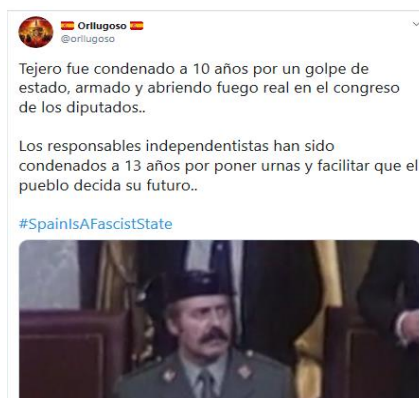 Orllugoso
@orllugoso
Tejero fue condenado a 10 años por un golpe de
estado, armado y abriendo fuego real en el congreso
de los diputados..
Los responsables independentistas han sido
condenados a 13 años por poner urnas y facilitar que el
pueblo decida su futuro..
#SpainIsAFascistState